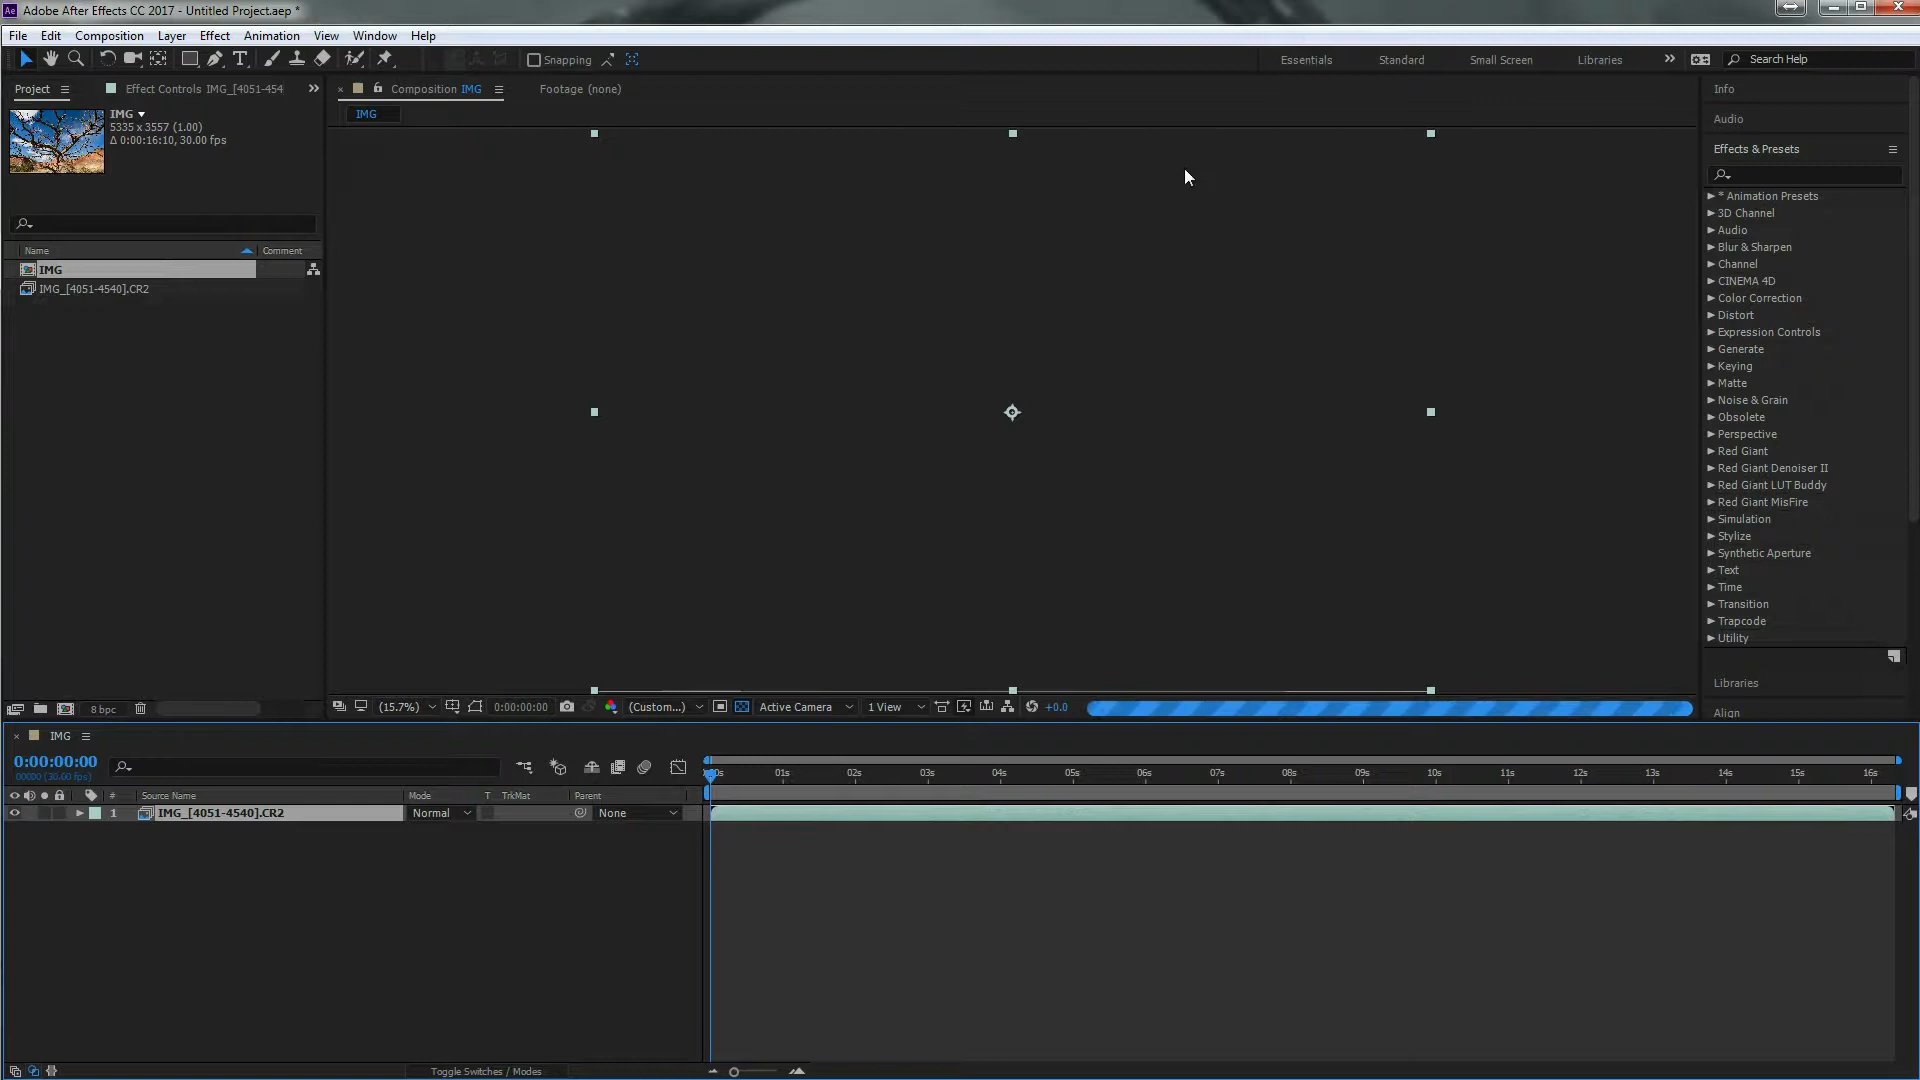 Adobe After Effects CC 2017 - Untitled Project.aep *
File Edit Composition Layer Effect Animation View Window Help
Snapping
Essentials Standard Small Screen Libraries Search Help
Project Effect Controls IMG_[4051-454
Composition IMG Footage (none)
IMG
IMG
5335 x 3557 (1.00)
Δ 0:00:16:10, 30.00 fps
Name Comment
IMG
IMG_[4051-4540].CR2
Info
Audio
Effects & Presets
* Animation Presets
3D Channel
Audio
Blur & Sharpen
Channel
CINEMA 4D
Color Correction
Distort
Expression Controls
Generate
Keying
Matte
Noise & Grain
Obsolete
Perspective
Red Giant
Red Giant Denoiser II
Red Giant LUT Buddy
Red Giant MisFire
Simulation
Stylize
Synthetic Aperture
Text
Time
Transition
Trapcode
Utility
Libraries
Align
8 bpc
(15.7%) 0:00:00:00 (Custom...) Active Camera 1 View +0.0
IMG
0:00:00:00
00000 (30.00 fps)
01s 02s 03s 04s 05s 06s 07s 08s 09s 10s 11s 12s 13s 14s 15s 16s
# Source Name Mode T TrkMat Parent
1 IMG_[4051-4540].CR2 Normal None
Toggle Switches / Modes